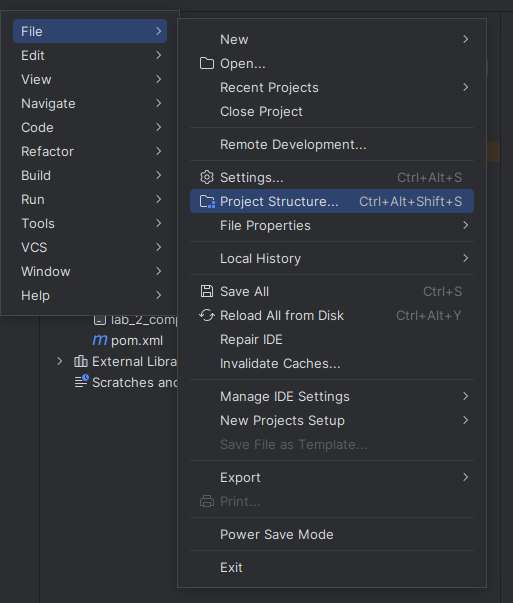 File
Edit
View
Navigate
Code
Refactor
Build
Run
Tools
VCS
Window
Help
New
Open...
Recent Projects
Close Project
Remote Development...
Settings... Ctrl+Alt+S
Project Structure... Ctrl+Alt+Shift+S
File Properties
Local History
Save All Ctrl+S
Reload All from Disk Ctrl+Alt+Y
Repair IDE
Invalidate Caches...
Manage IDE Settings
New Projects Setup
Save File as Template...
Export
Print...
Power Save Mode
Exit
lab_2_comp
pom.xml
External Libra
Scratches and